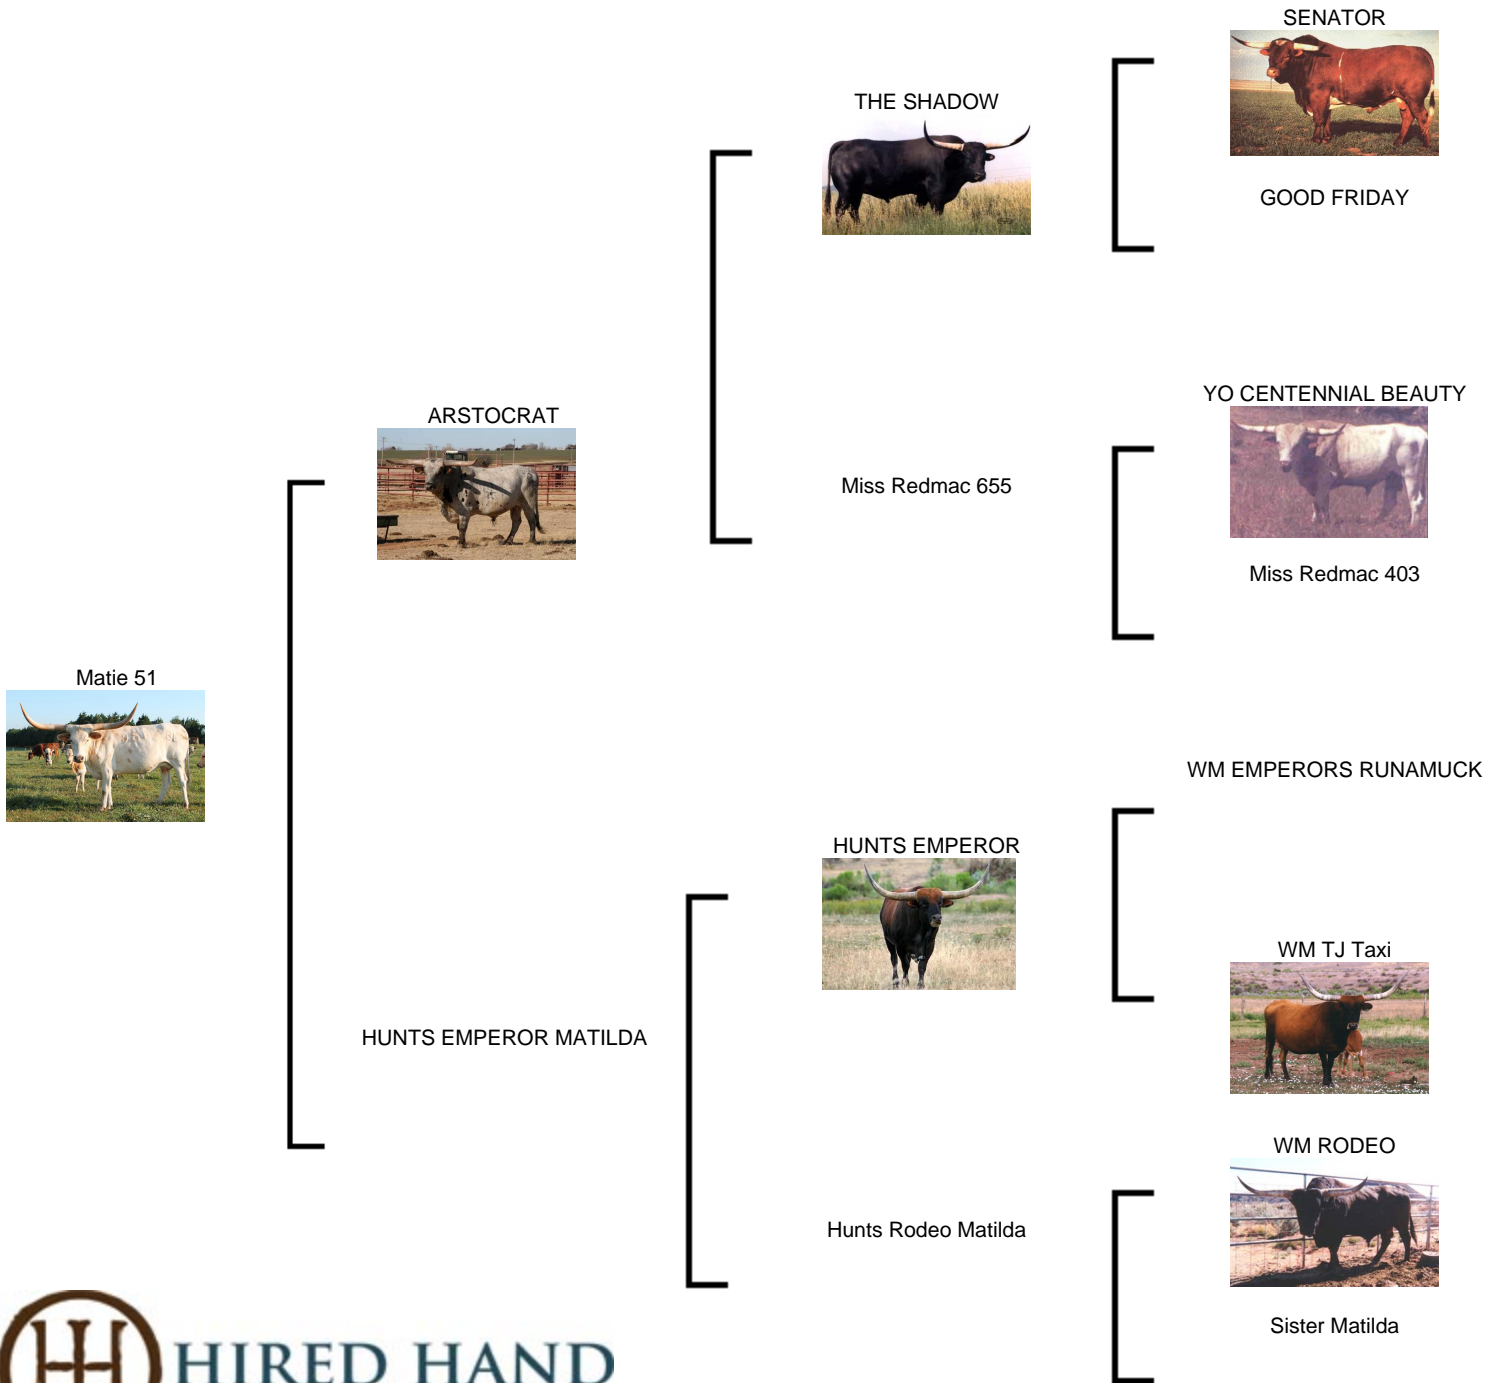 SENATOR
THE SHADOW
GOOD FRIDAY
YO CENTENNIAL BEAUTY
ARSTOCRAT
Miss Redmac 655
Miss Redmac 403
Matie 51
WM EMPERORS RUNAMUCK
HUNTS EMPEROR
WM TJ Taxi
HUNTS EMPEROR MATILDA
WM RODEO
Hunts Rodeo Matilda
Sister Matilda
HIRED HAND